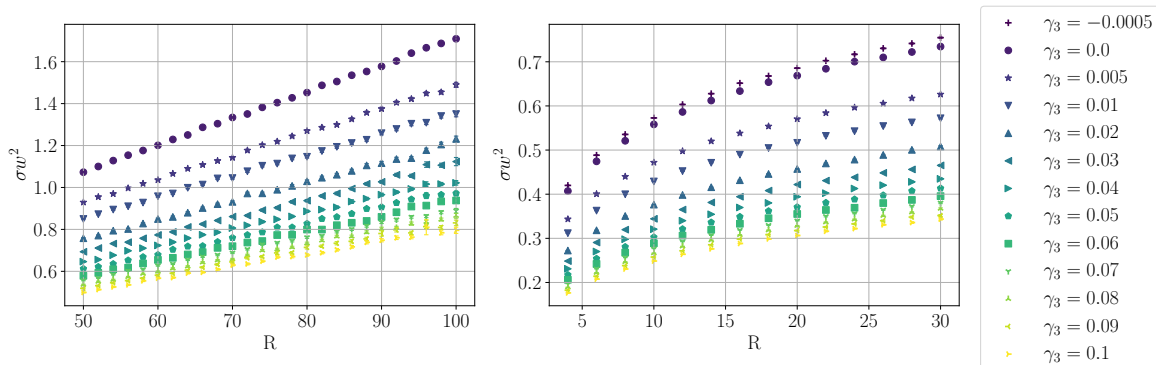 σw²
1.6
1.4
1.2
1.0
0.8
0.6
50 60 70 80 90 100
R
σw²
0.7
0.6
0.5
0.4
0.3
0.2
5 10 15 20 25 30
R
γ₃ = −0.0005
γ₃ = 0.0
γ₃ = 0.005
γ₃ = 0.01
γ₃ = 0.02
γ₃ = 0.03
γ₃ = 0.04
γ₃ = 0.05
γ₃ = 0.06
γ₃ = 0.07
γ₃ = 0.08
γ₃ = 0.09
γ₃ = 0.1